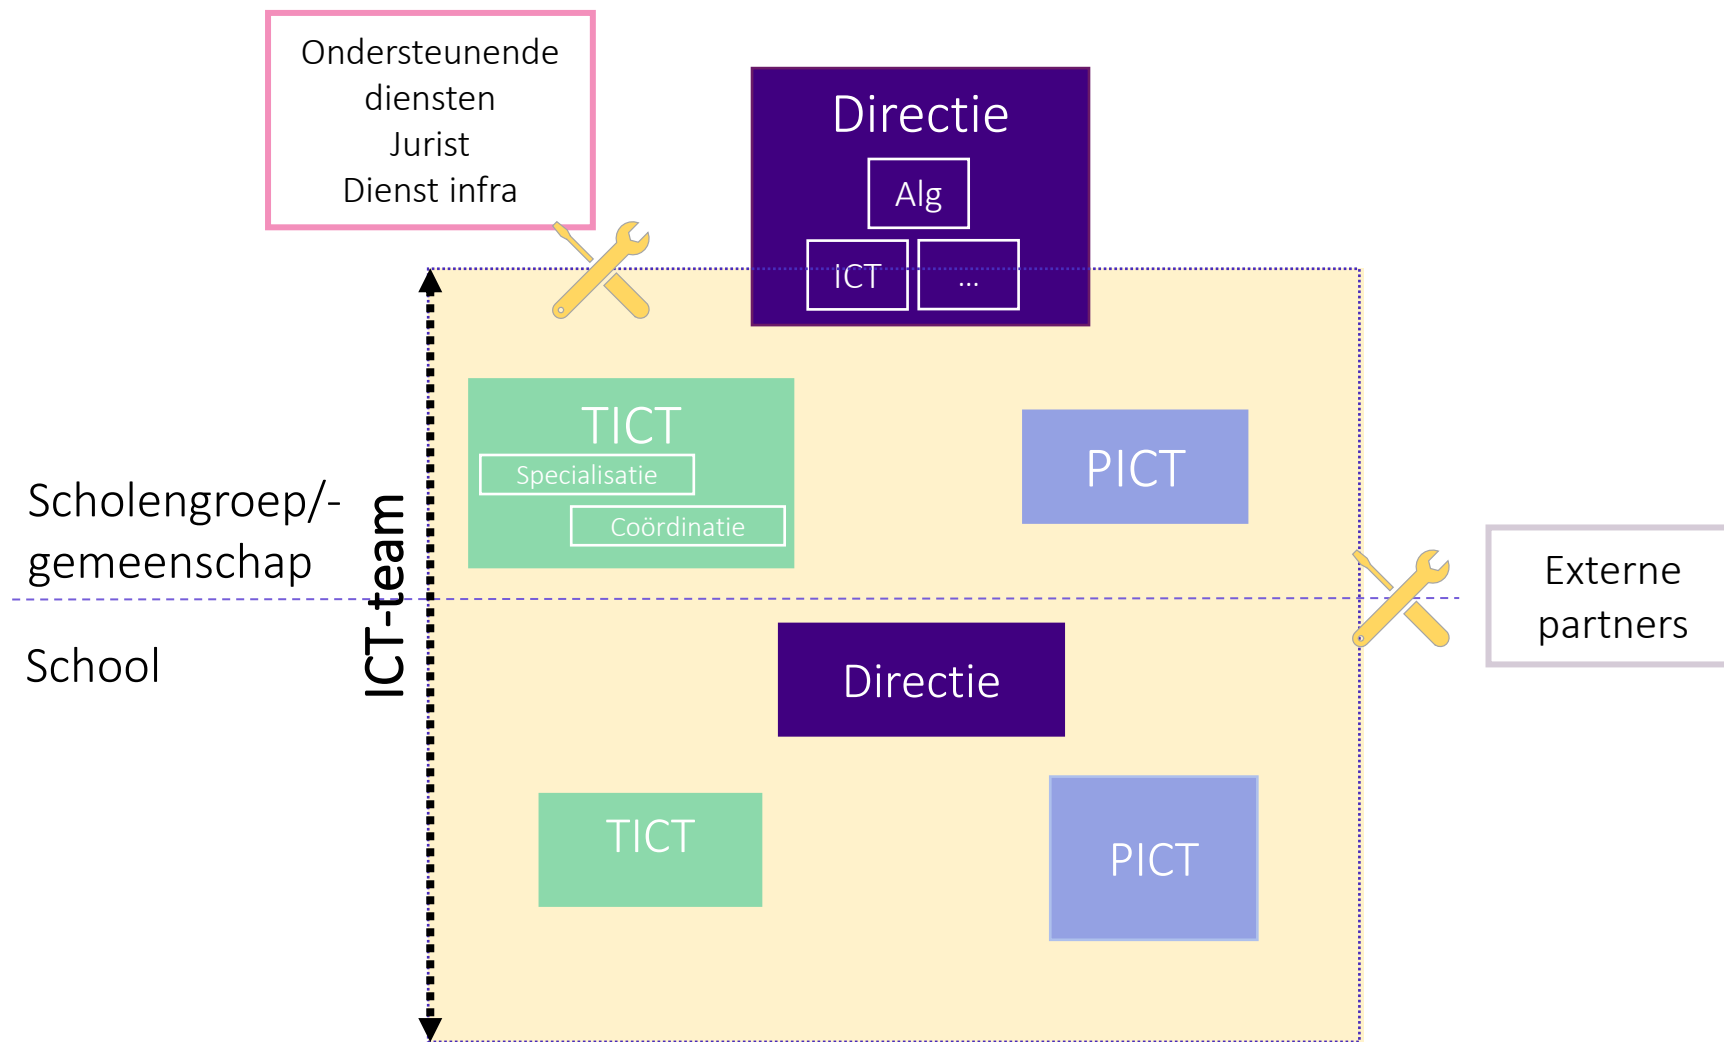 Ondersteunende
diensten
Jurist
Dienst infra
Directie
Alg
ICT
...
TICT
Specialisatie
Coördinatie
PICT
Scholengroep/-
gemeenschap
ICT-team
School
Externe
partners
Directie
TICT
PICT